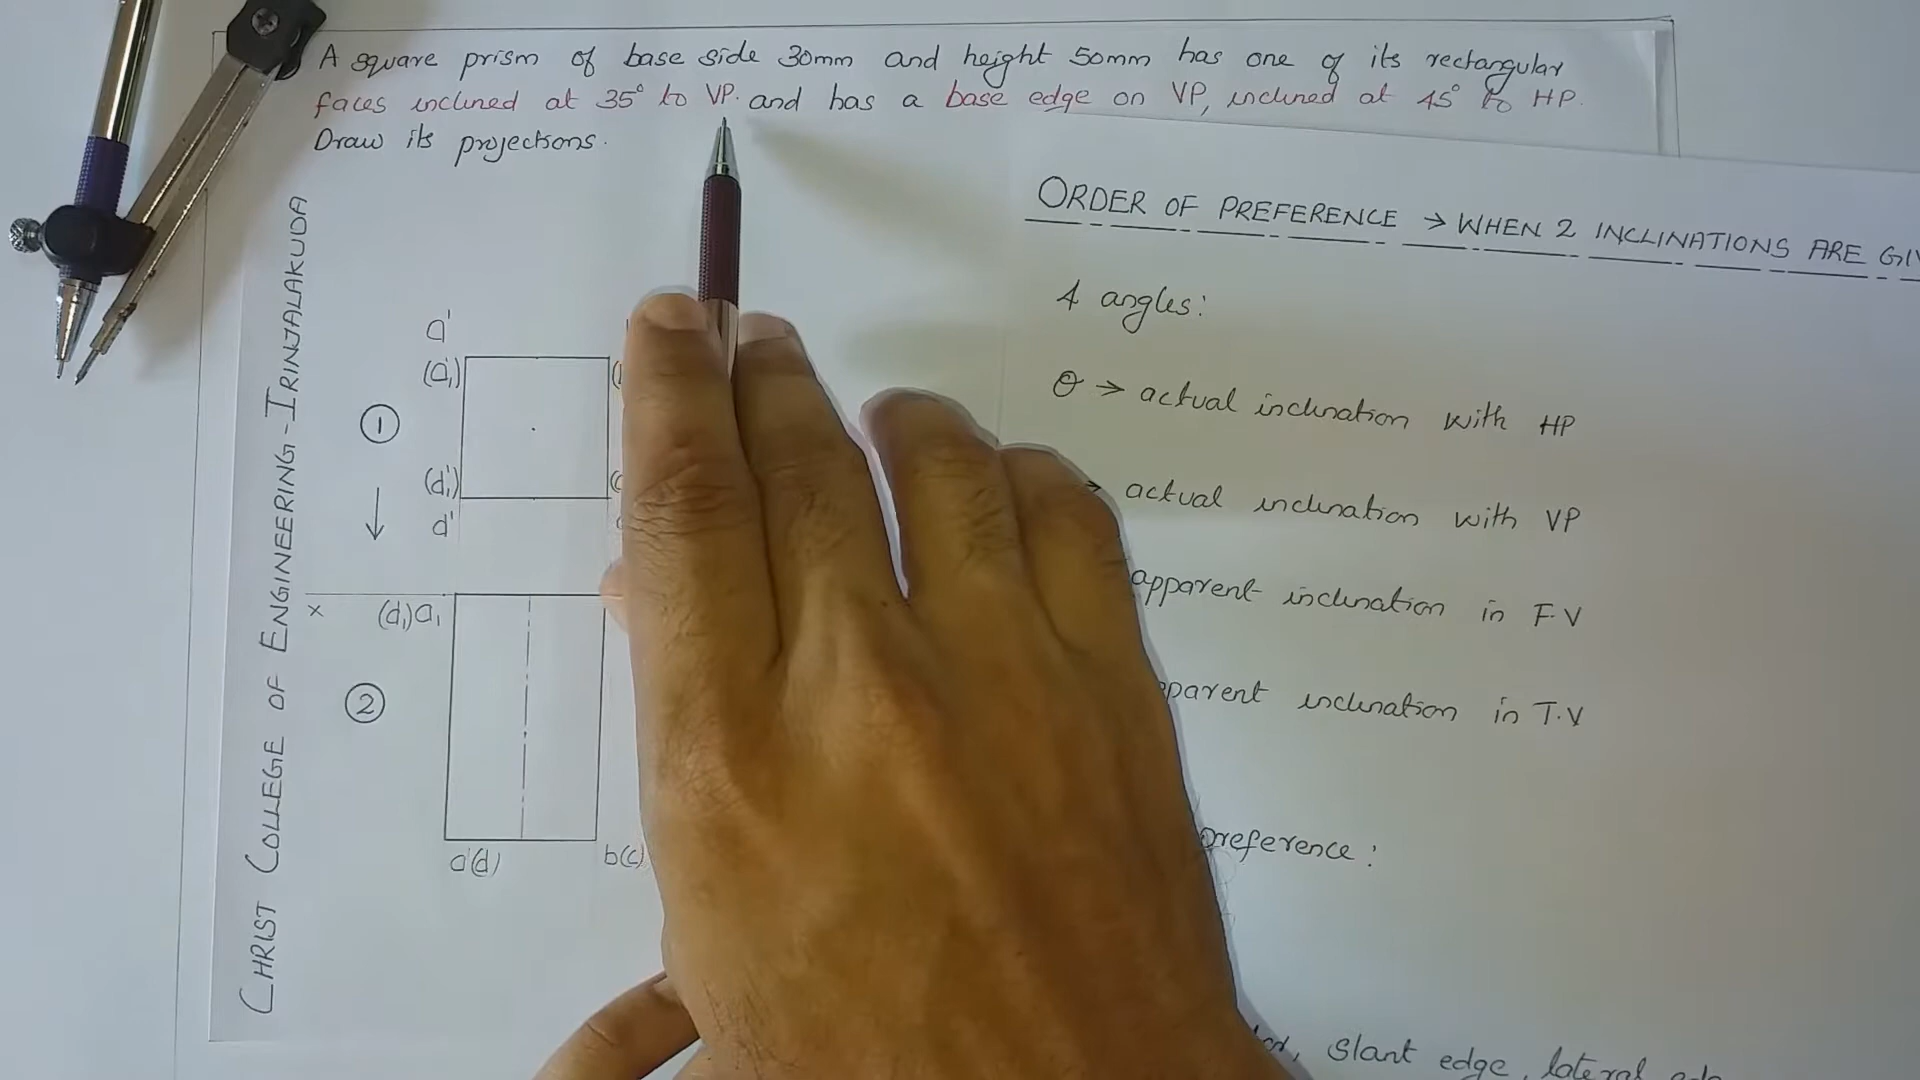 A square prism of base side 30mm and height 50mm has one of its rectangular
faces inclined at 35° to VP. and has a base edge on VP, inclined at 45° to HP.
Draw its projections.
CHRIST COLLEGE OF ENGINEERING-IRINJALAKUDA
a'
(a₁')
①
(d₁')
d'
x
(d₁)a₁
②
a(d)
b(c)
ORDER OF PREFERENCE → WHEN 2 INCLINATIONS ARE
4 angles:
θ → actual inclination with HP
actual inclination with VP
apparent inclination in F.V
inclination in T.V
preference:
slant edge, lateral